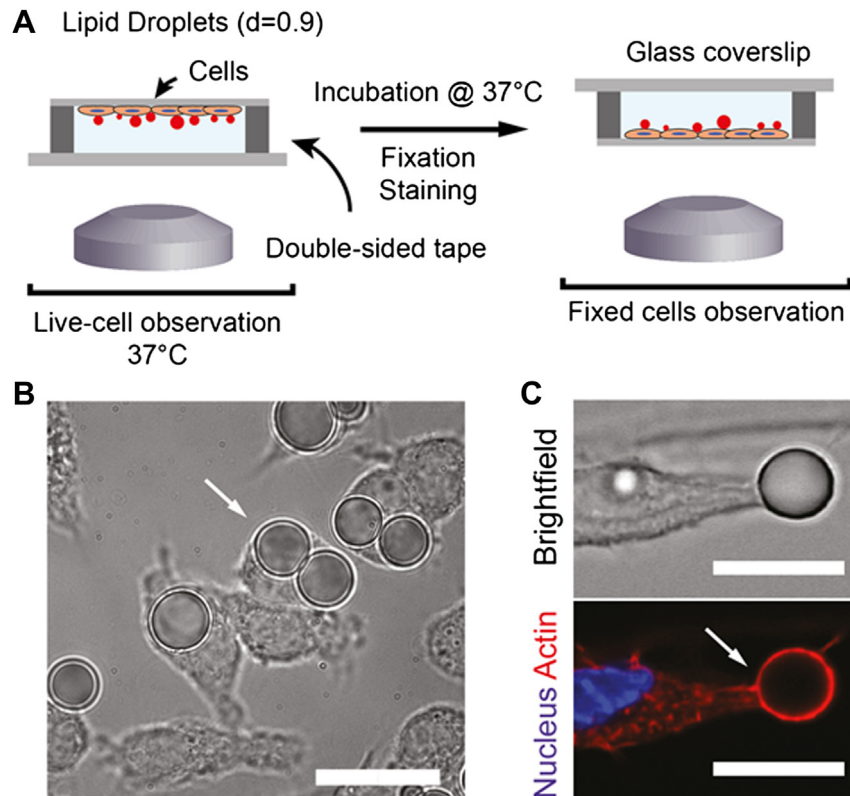 A
Lipid Droplets (d=0.9)
Cells
Incubation @ 37°C
Fixation
Staining
Glass coverslip
Double-sided tape
Live-cell observation
37°C
Fixed cells observation
B
C
Brightfield
Nucleus Actin